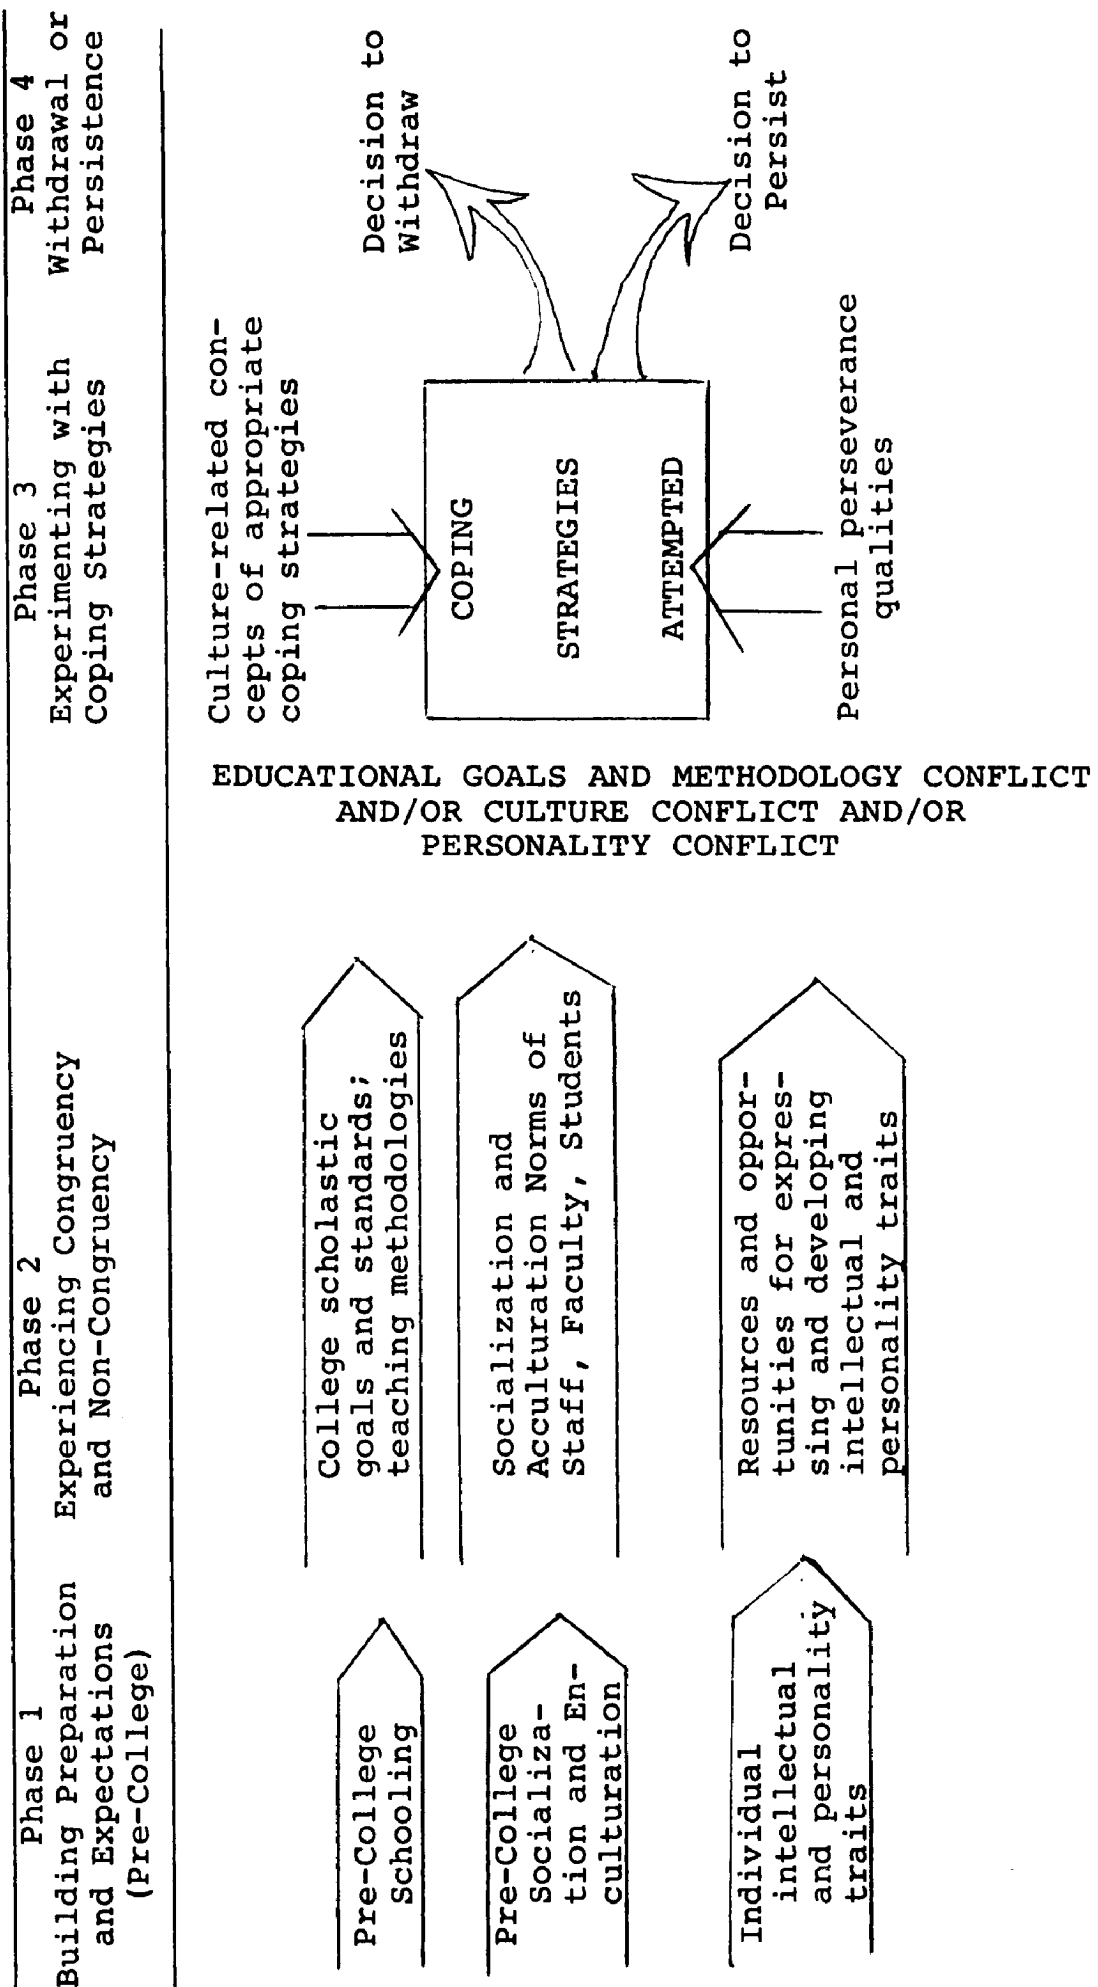 Phase 1
Building Preparation
and Expectations
(Pre-College)
Phase 2
Experiencing Congruency
and Non-Congruency
Phase 3
Experimenting with
Coping Strategies
Phase 4
Withdrawal or
Persistence
Pre-College
Schooling
Pre-College
Socializa-
tion and En-
culturation
Individual
intellectual
and personality
traits
College scholastic
goals and standards;
teaching methodologies
Socialization and
Acculturation Norms of
Staff, Faculty, Students
Resources and oppor-
tunities for expres-
sing and developing
intellectual and
personality traits
EDUCATIONAL GOALS AND METHODOLOGY CONFLICT
AND/OR CULTURE CONFLICT AND/OR
PERSONALITY CONFLICT
Culture-related con-
cepts of appropriate
coping strategies
COPING
STRATEGIES
ATTEMPTED
Personal perseverance
qualities
Decision to
Withdraw
Decision to
Persist